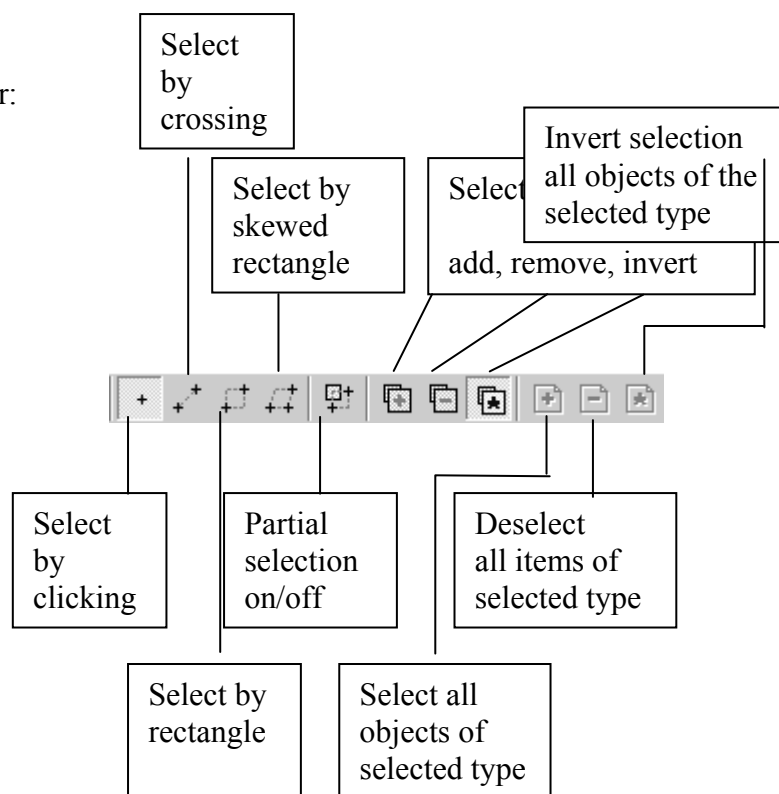 r:
Select
by
crossing
Select by
skewed
rectangle
Select
add, remove, invert
Invert selection
all objects of the
selected type
Select
by
clicking
Partial
selection
on/off
Deselect
all items of
selected type
Select by
rectangle
Select all
objects of
selected type